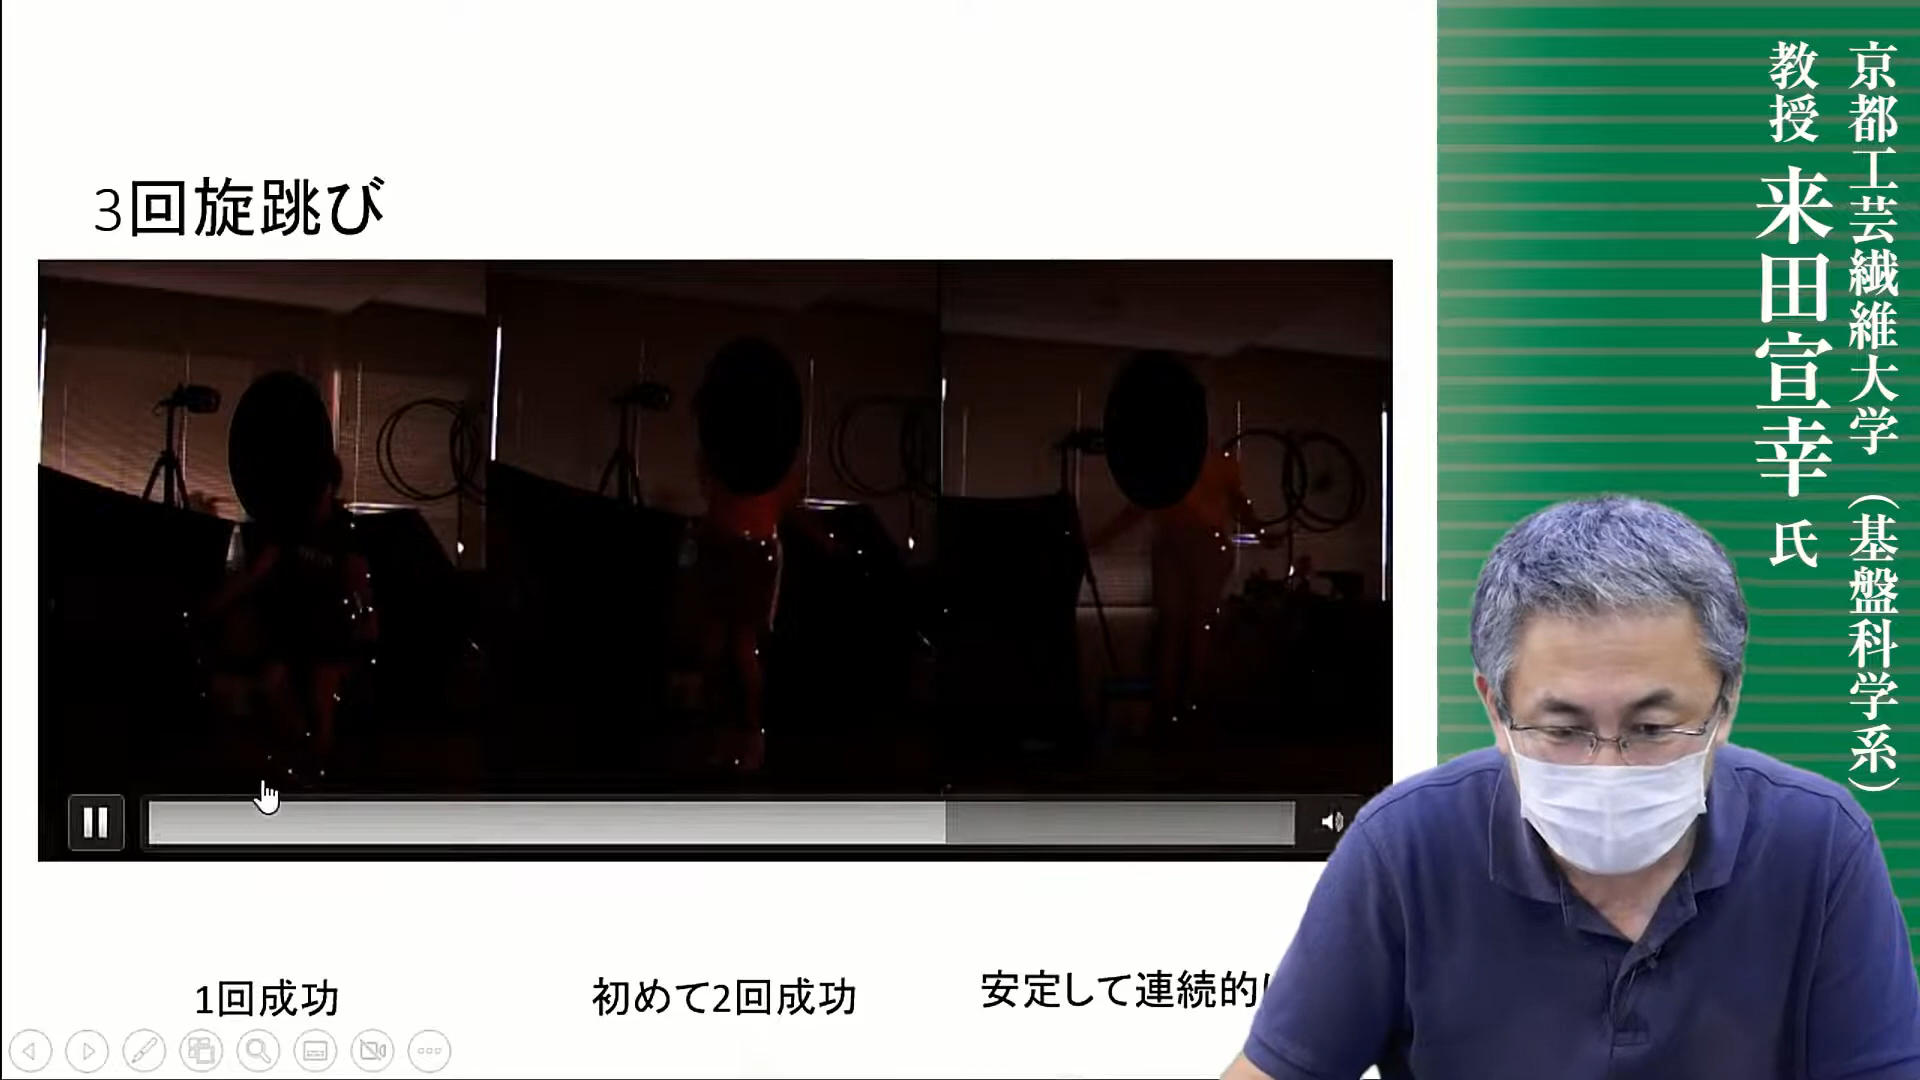 3回旋跳び
1回成功
初めて2回成功
安定して連続的
京都工芸繊維大学（基盤科学系）
教授 来田宣幸 氏